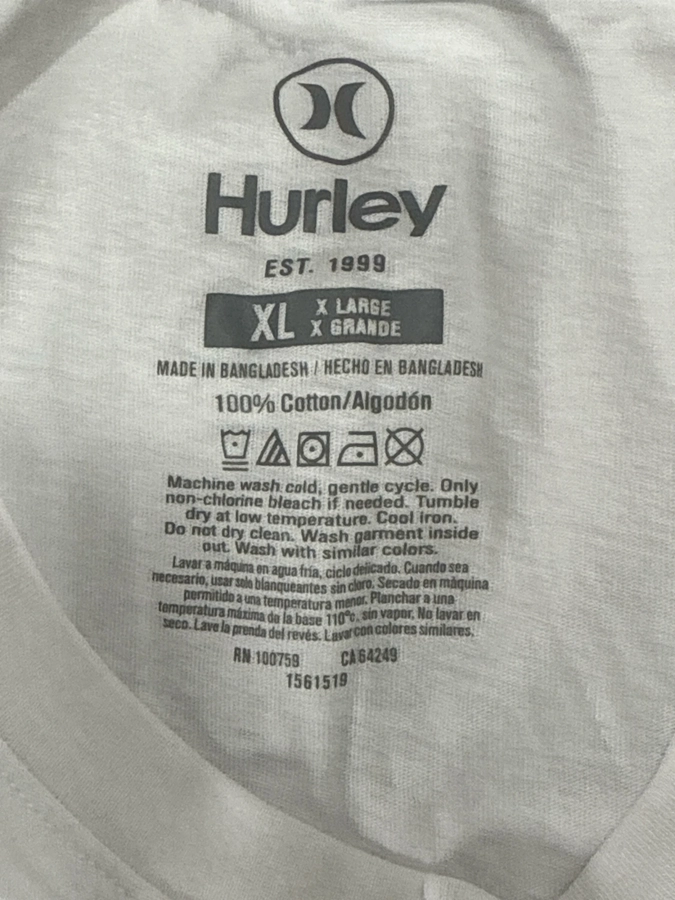 Hurley
EST. 1999
XL X LARGE
X GRANDE
MADE IN BANGLADESH / HECHO EN BANGLADESH
100% Cotton/Algodón
Machine wash cold, gentle cycle. Only
non-chlorine bleach if needed. Tumble
dry at low temperature. Cool iron.
Do not dry clean. Wash garment inside
out. Wash with similar colors.
Lavar a máquina en agua fría, ciclo delicado. Cuando sea
necesario, usar solo blanqueantes sin cloro. Secado en máquina
permitido a una temperatura menor. Planchar a una
temperatura máxima de la base 110°c, sin vapor. No lavar en
seco. Lave la prenda del revés. Lavar con colores similares.
RN 100759 CA 64249
1561519